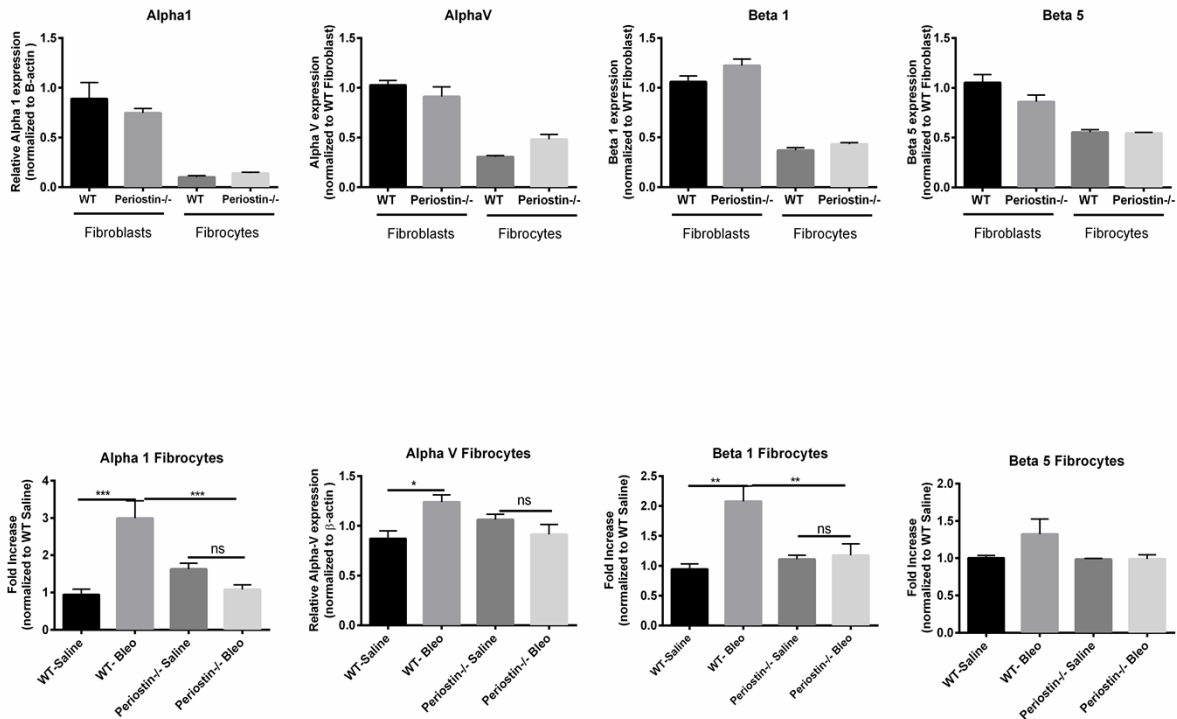 Alpha1
Relative Alpha 1 expression
(normalized to B-actin )
1.5
1.0
0.5
0.0
WT Periostin-/- WT Periostin-/-
Fibroblasts Fibrocytes
AlphaV
Alpha V expression
(normalized to WT Fibroblast)
1.5
1.0
0.5
0.0
WT Periostin-/- WT Periostin-/-
Fibroblasts Fibrocytes
Beta 1
Beta 1 expression
(normalized to WT Fibroblast)
1.5
1.0
0.5
0.0
WT Periostin-/- WT Periostin-/-
Fibroblasts Fibrocytes
Beta 5
Beta 5 expression
(normalized to WT Fibroblast)
1.5
1.0
0.5
0.0
WT Periostin-/- WT Periostin-/-
Fibroblasts Fibrocytes
Alpha 1 Fibrocytes
Fold Increase
(normalized to WT Saline)
4
3
2
1
0
*** ***
ns
WT-Saline
WT- Bleo
Periostin-/- Saline
Periostin-/- Bleo
Alpha V Fibrocytes
Relative Alpha-V expression
(normalized to β-actin)
1.5
1.0
0.5
0.0
*
ns
WT-Saline
WT- Bleo
Periostin-/- Saline
Periostin-/- Bleo
Beta 1 Fibrocytes
Fold Increase
(normalized to WT Saline)
2.5
2.0
1.5
1.0
0.5
0.0
** **
ns
WT-Saline
WT- Bleo
Periostin-/- Saline
Periostin-/- Bleo
Beta 5 Fibrocytes
Fold Increase
(normalized to WT Saline)
2.0
1.5
1.0
0.5
0.0
WT-Saline
WT- Bleo
Periostin-/- Saline
Periostin-/- Bleo